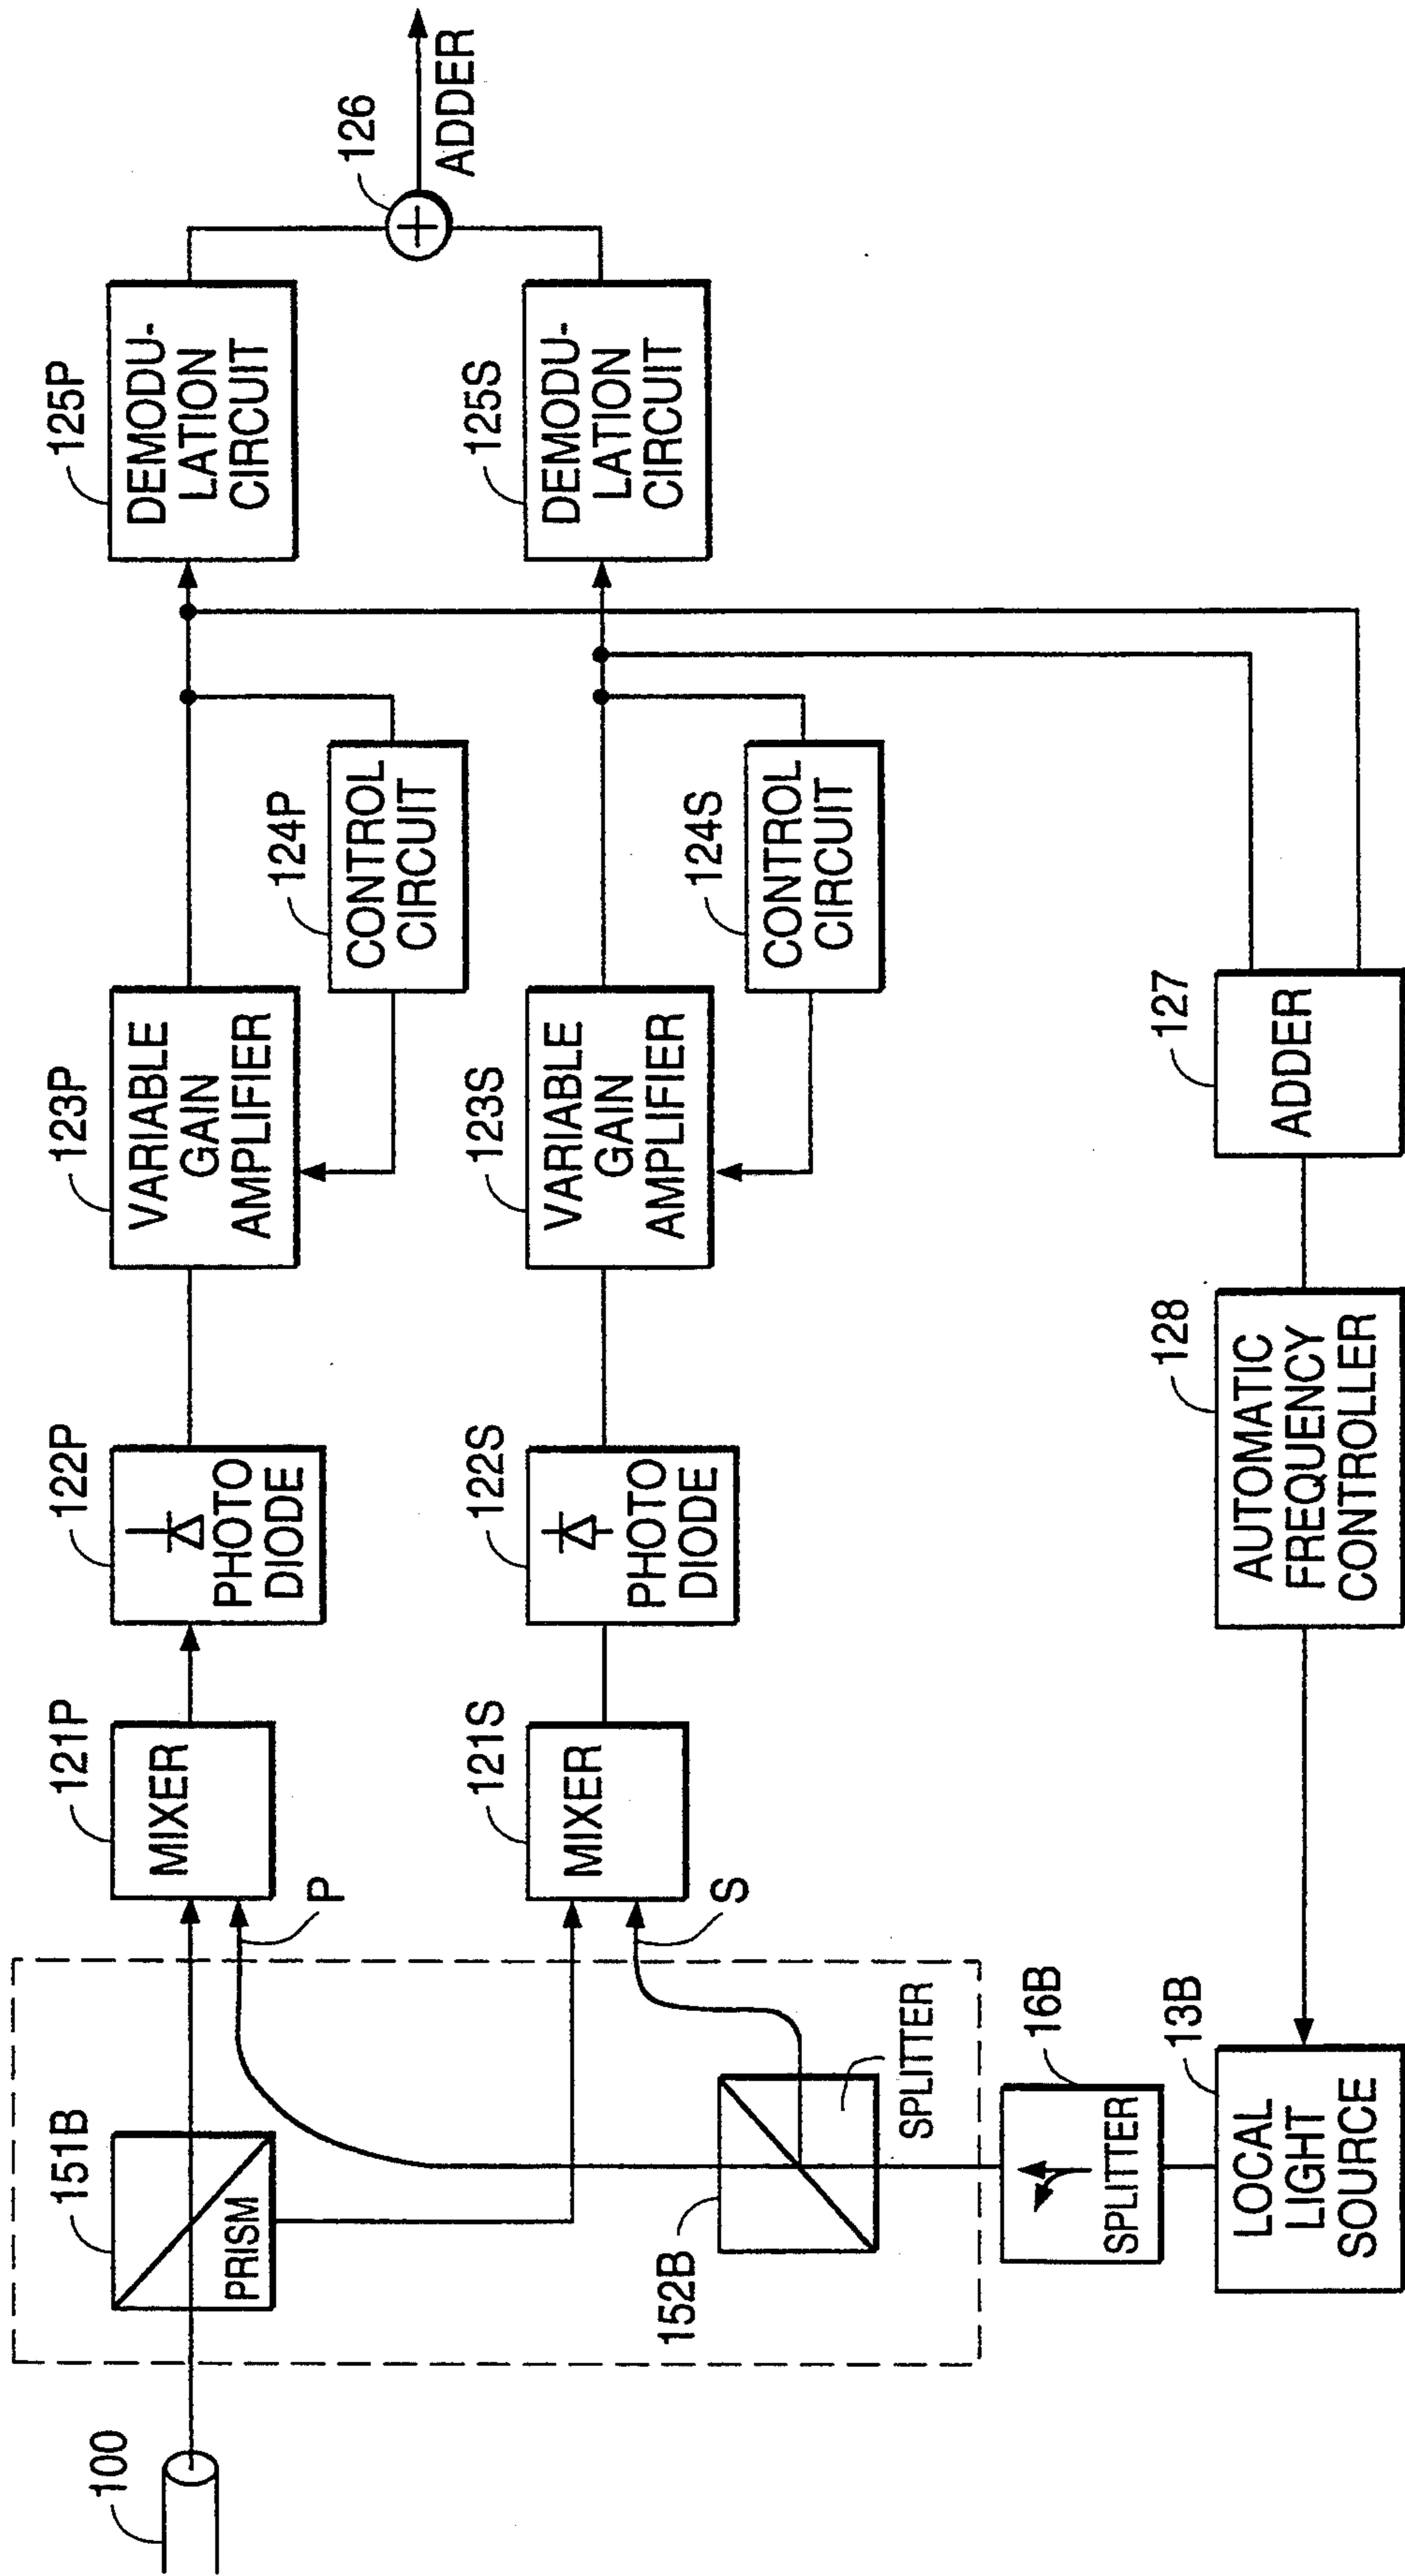 100
151B
PRISM
152B
SPLITTER
P
S
121P
MIXER
121S
MIXER
122P
PHOTO
DIODE
122S
PHOTO
DIODE
123P
VARIABLE
GAIN
AMPLIFIER
123S
VARIABLE
GAIN
AMPLIFIER
124P
CONTROL
CIRCUIT
124S
CONTROL
CIRCUIT
125P
DEMODU-
LATION
CIRCUIT
125S
DEMODU-
LATION
CIRCUIT
126
ADDER
16B
SPLITTER
13B
LOCAL
LIGHT
SOURCE
128
AUTOMATIC
FREQUENCY
CONTROLLER
127
ADDER